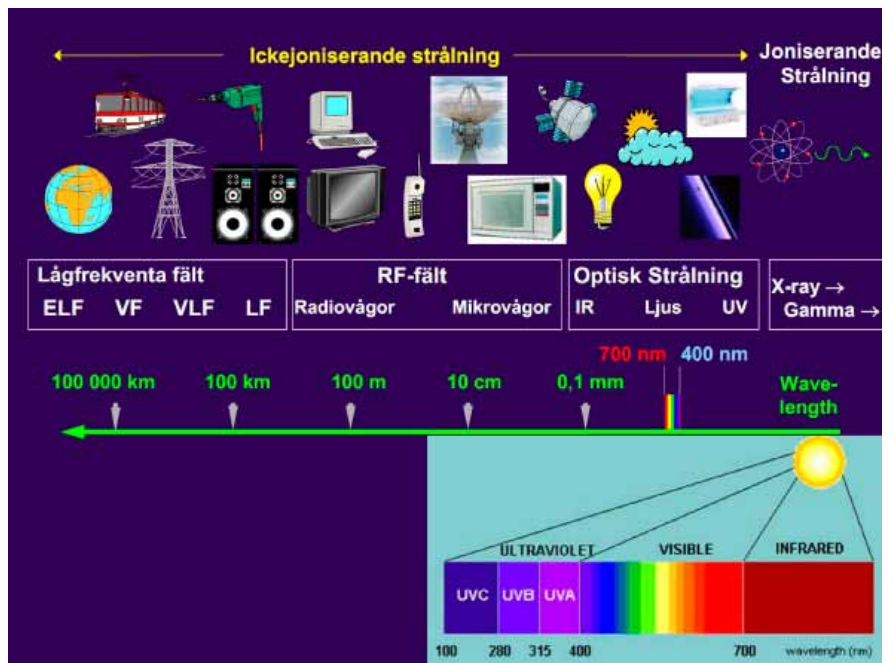 Ickejoniserande strålning
Joniserande
Strålning
Lågfrekventa fält
ELF VF VLF LF
RF-fält
Radiovågor Mikrovågor
Optisk Strålning
IR Ljus UV
X-ray →
Gamma →
700 nm 400 nm
100 000 km 100 km 100 m 10 cm 0,1 mm
Wave-
length
ULTRAVIOLET VISIBLE INFRARED
UVC UVB UVA
100 280 315 400 700 wavelength (nm)